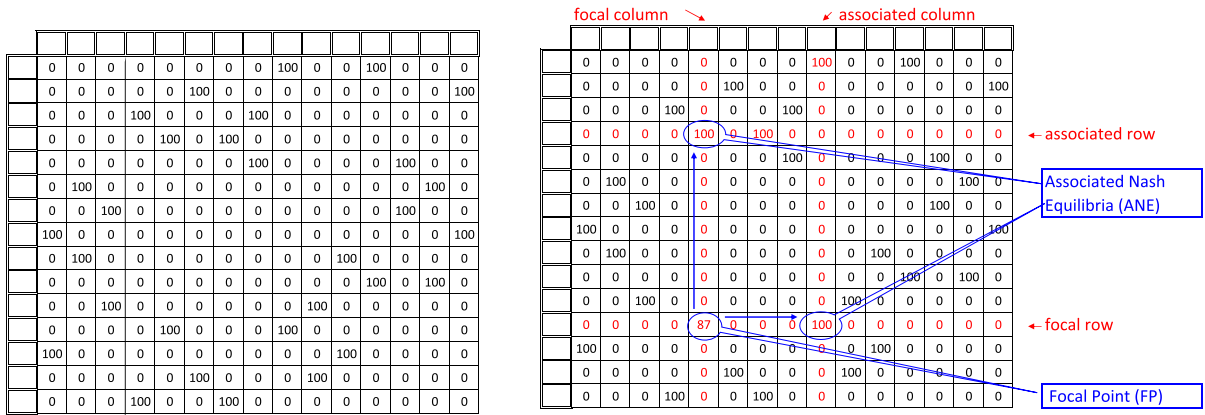 0 0 0 0 0 0 0 0 100 0 0 100 0 0 0
0 0 0 0 0 100 0 0 0 0 0 0 0 0 100
0 0 0 100 0 0 0 100 0 0 0 0 0 0 0
0 0 0 0 100 0 100 0 0 0 0 0 0 0 0
0 0 0 0 0 0 0 100 0 0 0 0 100 0 0
0 100 0 0 0 0 0 0 0 0 0 0 0 100 0
0 0 100 0 0 0 0 0 0 0 0 0 100 0 0
100 0 0 0 0 0 0 0 0 0 0 0 0 0 100
0 100 0 0 0 0 0 0 0 0 100 0 0 0 0
0 0 0 0 0 0 0 0 0 0 0 100 0 100 0
0 0 100 0 0 0 0 0 0 100 0 0 0 0 0
0 0 0 0 100 0 0 0 100 0 0 0 0 0 0
100 0 0 0 0 0 0 0 0 0 100 0 0 0 0
0 0 0 0 0 100 0 0 0 100 0 0 0 0 0
0 0 0 100 0 0 100 0 0 0 0 0 0 0 0
focal column associated column
0 0 0 0 0 0 0 0 100 0 0 100 0 0 0
0 0 0 0 0 100 0 0 0 0 0 0 0 0 100
0 0 0 100 0 0 0 100 0 0 0 0 0 0 0
0 0 0 0 100 0 100 0 0 0 0 0 0 0 0 associated row
0 0 0 0 0 0 0 100 0 0 0 0 100 0 0
0 100 0 0 0 0 0 0 0 0 0 0 0 100 0
0 0 100 0 0 0 0 0 0 0 0 0 100 0 0
100 0 0 0 0 0 0 0 0 0 0 0 0 0 100
0 100 0 0 0 0 0 0 0 0 100 0 0 0 0
0 0 0 0 0 0 0 0 0 0 0 100 0 100 0
0 0 100 0 0 0 0 0 0 100 0 0 0 0 0
0 0 0 0 87 0 0 0 100 0 0 0 0 0 0 focal row
100 0 0 0 0 0 0 0 0 0 100 0 0 0 0
0 0 0 0 0 100 0 0 0 100 0 0 0 0 0
0 0 0 100 0 0 100 0 0 0 0 0 0 0 0
Associated Nash
Equilibria (ANE)
Focal Point (FP)